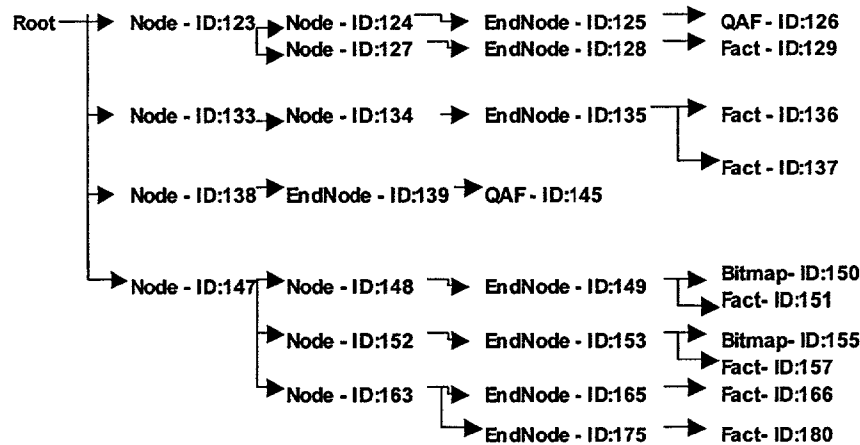 Root Node - ID:123 Node - ID:124 EndNode - ID:125 QAF - ID:126
Node - ID:127 EndNode - ID:128 Fact - ID:129
Node - ID:133 Node - ID:134 EndNode - ID:135 Fact - ID:136
Fact - ID:137
Node - ID:138 EndNode - ID:139 QAF - ID:145
Node - ID:147 Node - ID:148 EndNode - ID:149 Bitmap- ID:150
Fact- ID:151
Node - ID:152 EndNode - ID:153 Bitmap- ID:155
Fact- ID:157
Node - ID:163 EndNode - ID:165 Fact- ID:166
EndNode - ID:175 Fact- ID:180